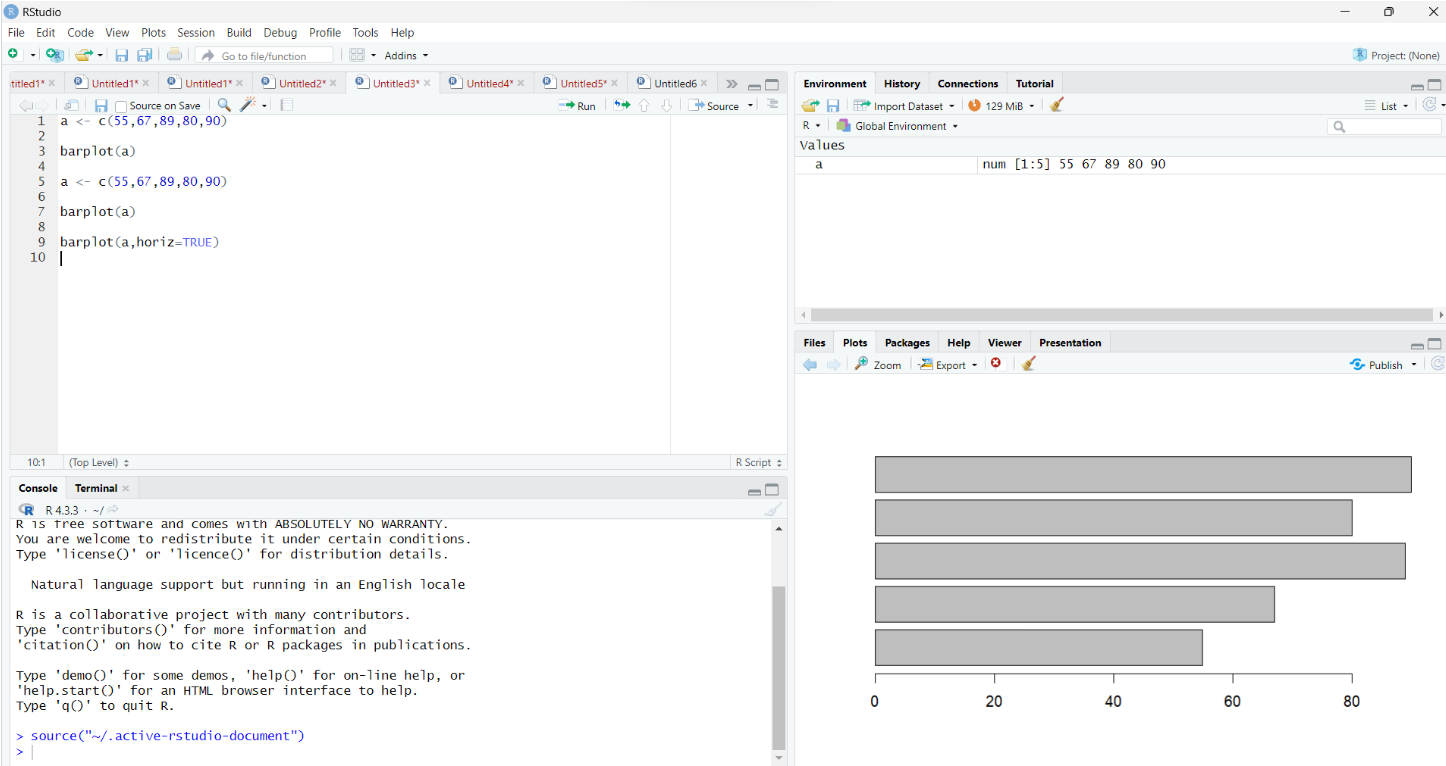 RStudio
File Edit Code View Plots Session Build Debug Profile Tools Help
Go to file/function Addins Project: (None)
titled1* Untitled1* Untitled1* Untitled2* Untitled3* Untitled4* Untitled5* Untitled6
Source on Save Run Source
1 a <- c(55,67,89,80,90)
2
3 barplot(a)
4
5 a <- c(55,67,89,80,90)
6
7 barplot(a)
8
9 barplot(a,horiz=TRUE)
10
10:1 (Top Level) R Script
Console Terminal
R 4.3.3 · ~/
R is free software and comes with ABSOLUTELY NO WARRANTY.
You are welcome to redistribute it under certain conditions.
Type 'license()' or 'licence()' for distribution details.
Natural language support but running in an English locale
R is a collaborative project with many contributors.
Type 'contributors()' for more information and
'citation()' on how to cite R or R packages in publications.
Type 'demo()' for some demos, 'help()' for on-line help, or
'help.start()' for an HTML browser interface to help.
Type 'q()' to quit R.
> source("~/.active-rstudio-document")
>
Environment History Connections Tutorial
Import Dataset 129 MiB List
R Global Environment
Values
a num [1:5] 55 67 89 80 90
Files Plots Packages Help Viewer Presentation
Zoom Export Publish
0 20 40 60 80